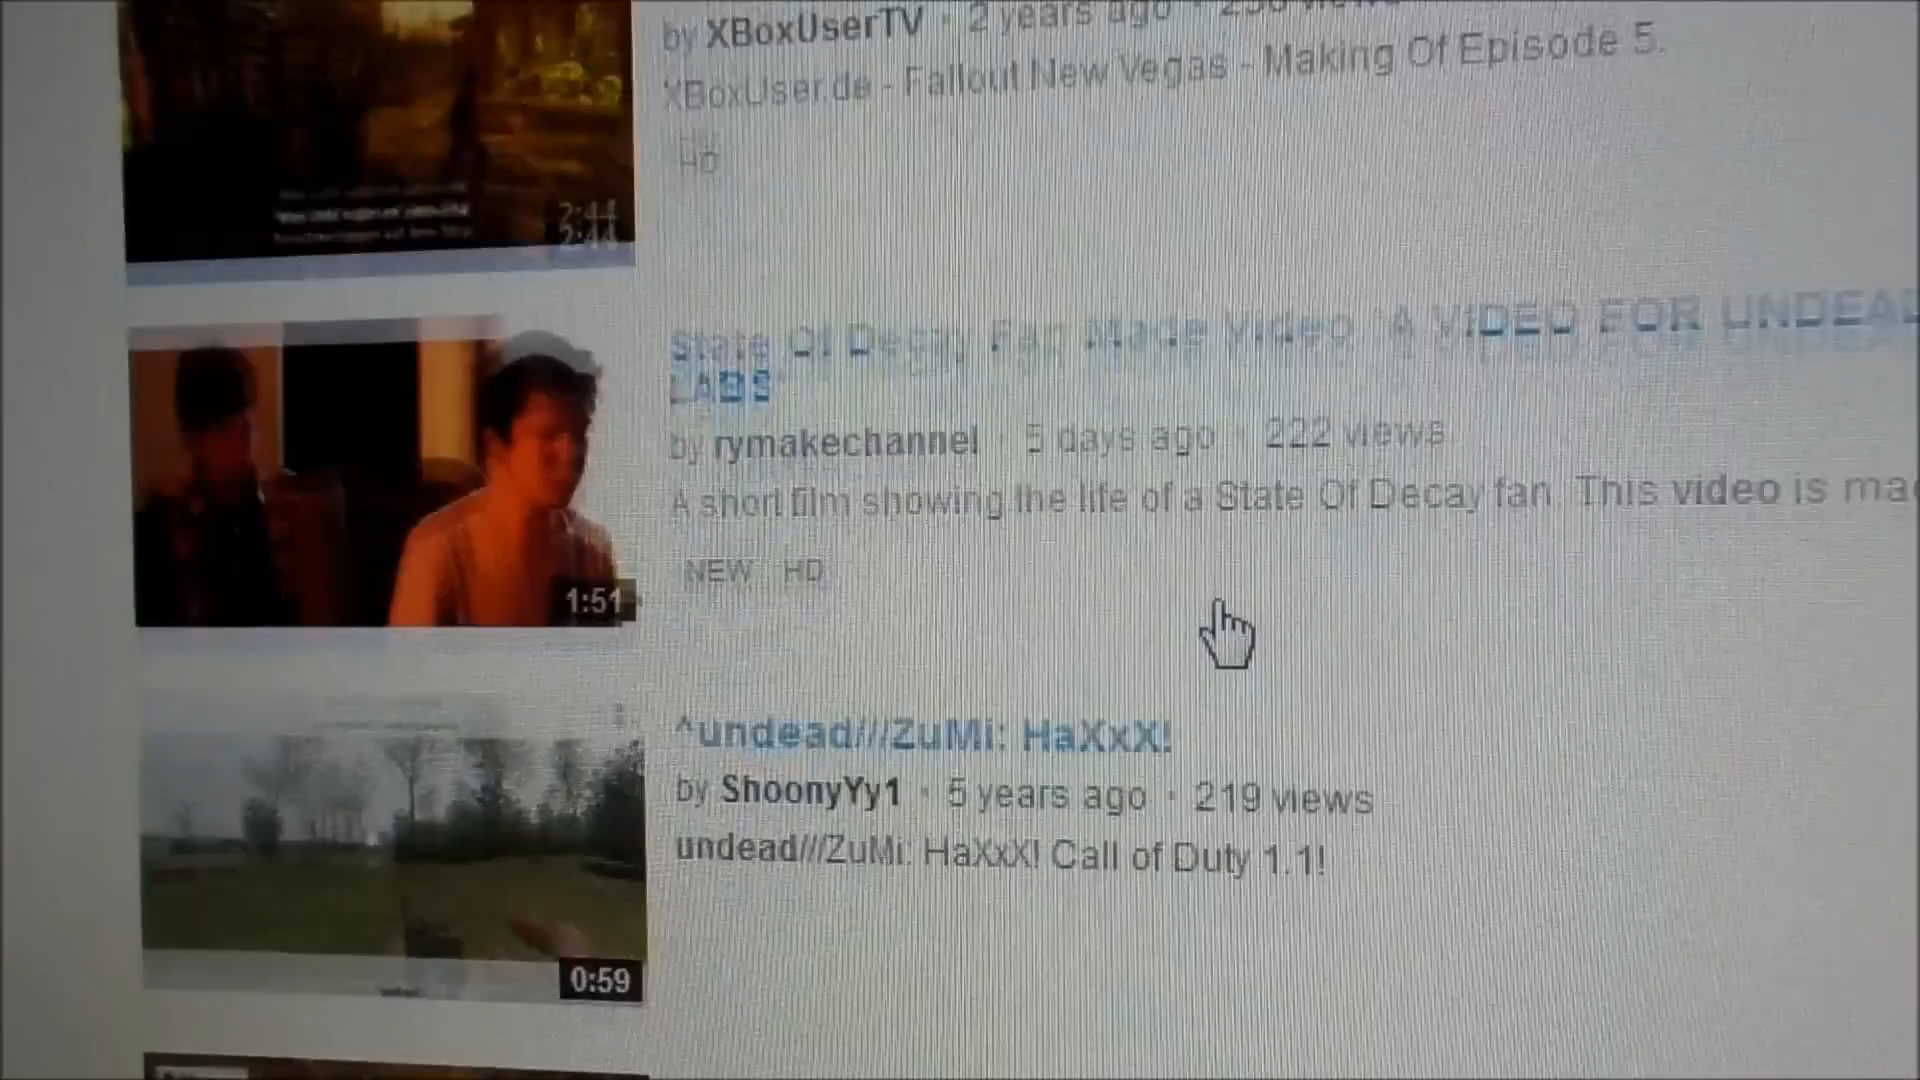 by XBoxUserTV · 2 years ago ·
XBoxUser.de - Fallout New Vegas - Making Of Episode 5.
HD
2:44
State Of Decay Fan Made Video 'A VIDEO FOR UNDEAD
LABS'
by rymakechannel · 5 days ago · 222 views
A short film showing the life of a State Of Decay fan. This video is
NEW HD
1:51
^undead///ZuMi: HaXxX!
by ShoonyYy1 · 5 years ago · 219 views
undead///ZuMi: HaXxX! Call of Duty 1.1!
0:59